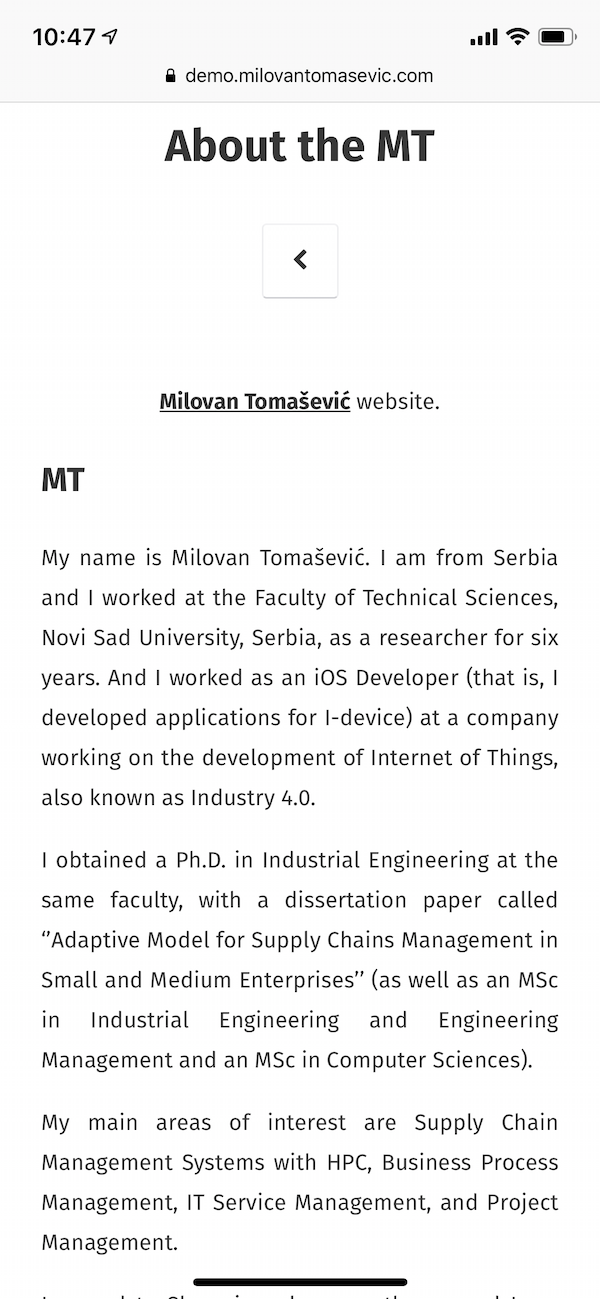 10:47
demo.milovantomasevic.com
About the MT
Milovan Tomašević website.
MT
My name is Milovan Tomašević. I am from Serbia
and I worked at the Faculty of Technical Sciences,
Novi Sad University, Serbia, as a researcher for six
years. And I worked as an iOS Developer (that is, I
developed applications for I-device) at a company
working on the development of Internet of Things,
also known as Industry 4.0.
I obtained a Ph.D. in Industrial Engineering at the
same faculty, with a dissertation paper called
‘’Adaptive Model for Supply Chains Management in
Small and Medium Enterprises’’ (as well as an MSc
in Industrial Engineering and Engineering
Management and an MSc in Computer Sciences).
My main areas of interest are Supply Chain
Management Systems with HPC, Business Process
Management, IT Service Management, and Project
Management.